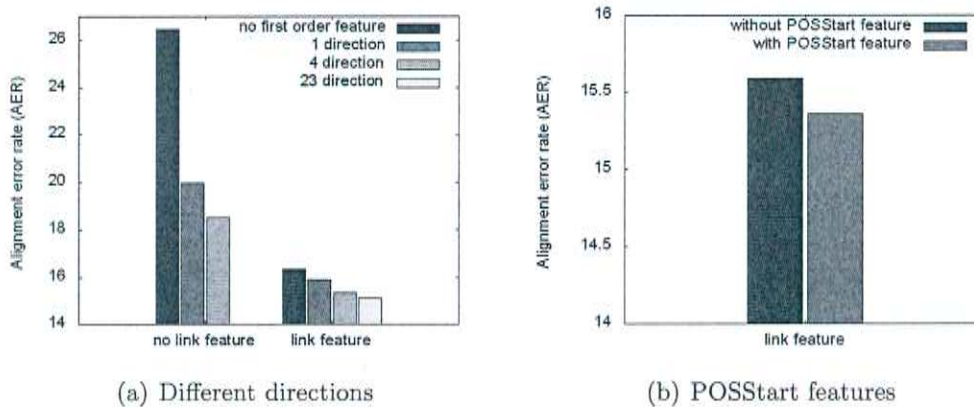 26
24
22
20
18
16
14
Alignment error rate (AER)
no first order feature
1 direction
4 direction
23 direction
no link feature
link feature
(a) Different directions
16
15.5
15
14.5
14
Alignment error rate (AER)
without POSStart feature
with POSStart feature
link feature
(b) POSStart features